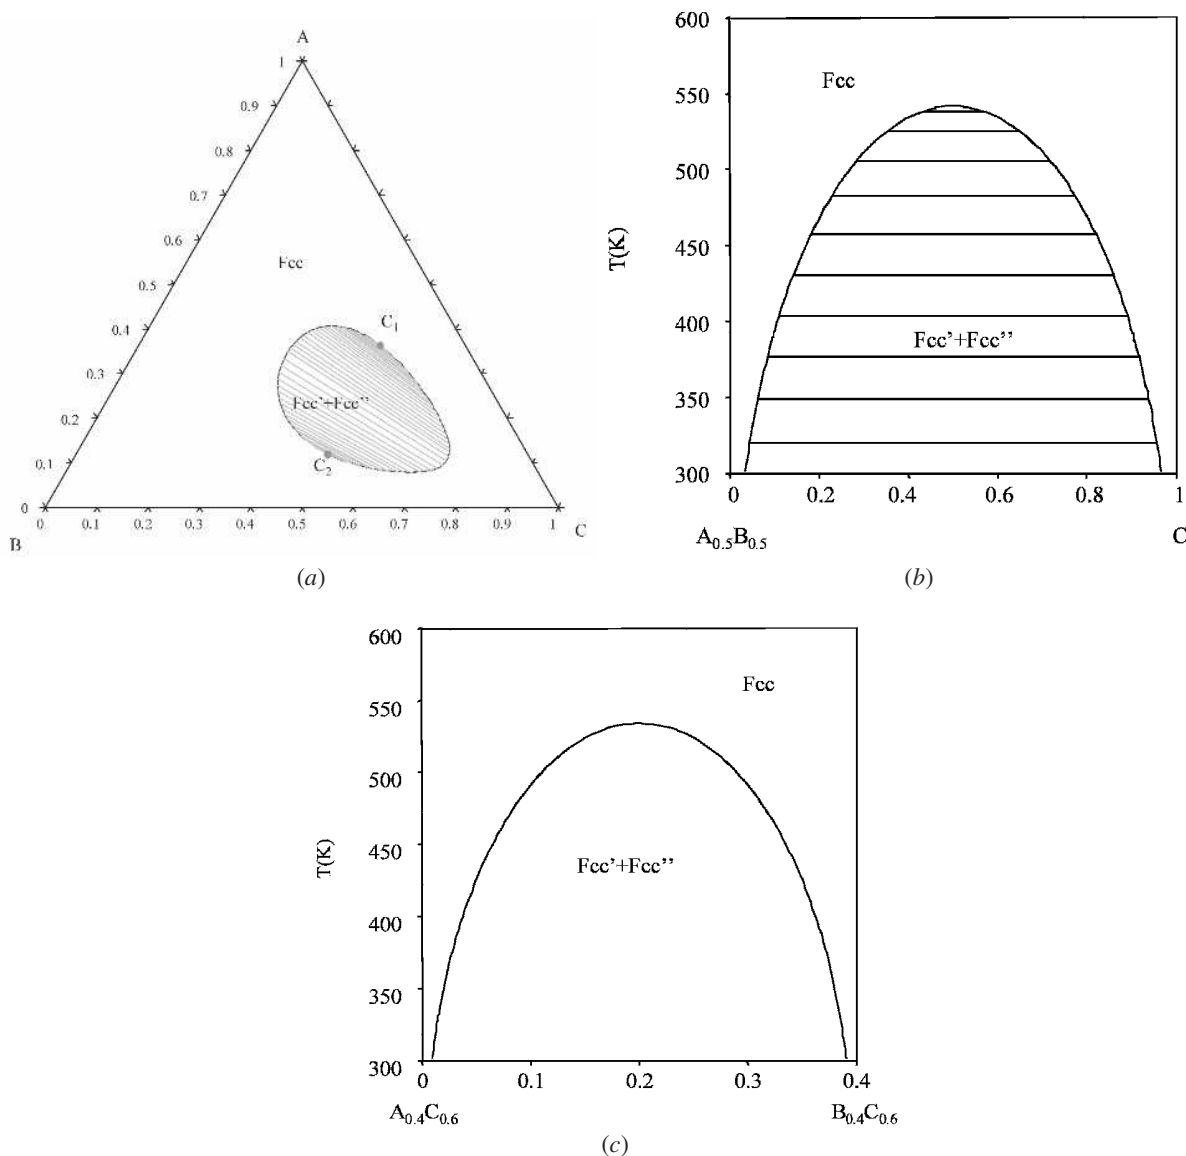 A
1
0.9
0.8
0.7
0.6
0.5
0.4
0.3
0.2
0.1
0
Fcc
C1
Fcc'+Fcc''
C2
0 0.1 0.2 0.3 0.4 0.5 0.6 0.7 0.8 0.9 1
B C
(a)
600
550
500
450
400
350
300
T(K)
Fcc
Fcc'+Fcc''
0 0.2 0.4 0.6 0.8 1
A0.5B0.5 C
(b)
600
550
500
450
400
350
300
T(K)
Fcc
Fcc'+Fcc''
0 0.1 0.2 0.3 0.4
A0.4C0.6 B0.4C0.6
(c)